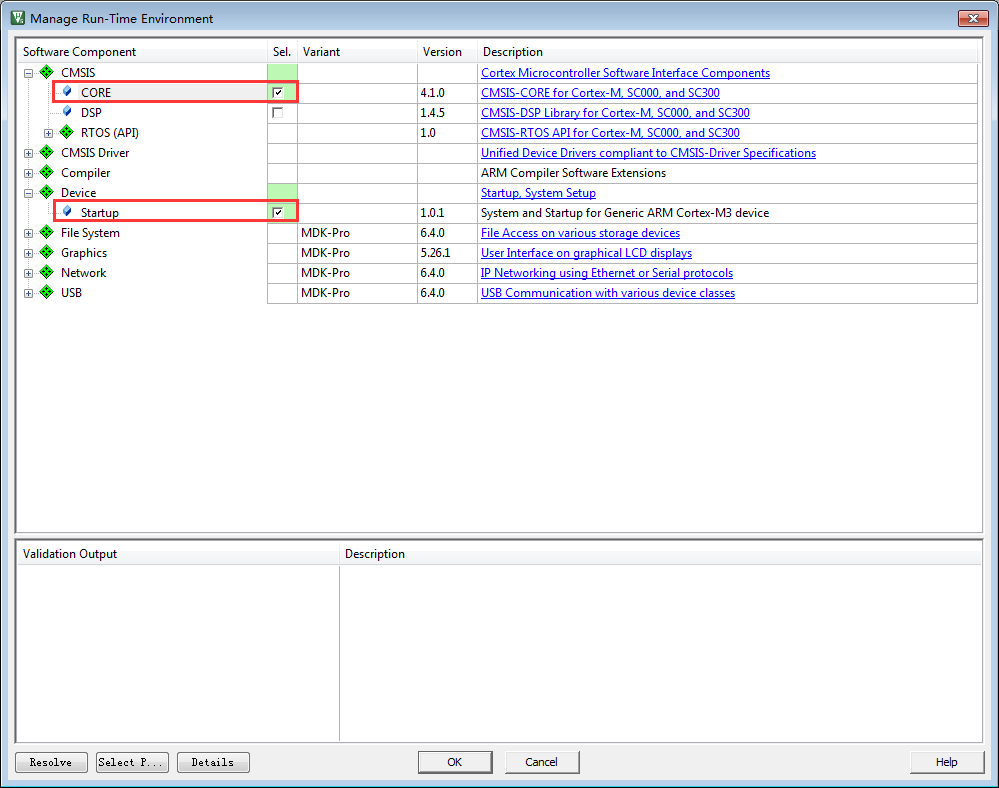 Manage Run-Time Environment
Software Component Sel. Variant Version Description
CMSIS Cortex Microcontroller Software Interface Components
CORE 4.1.0 CMSIS-CORE for Cortex-M, SC000, and SC300
DSP 1.4.5 CMSIS-DSP Library for Cortex-M, SC000, and SC300
RTOS (API) 1.0 CMSIS-RTOS API for Cortex-M, SC000, and SC300
CMSIS Driver Unified Device Drivers compliant to CMSIS-Driver Specifications
Compiler ARM Compiler Software Extensions
Device Startup, System Setup
Startup 1.0.1 System and Startup for Generic ARM Cortex-M3 device
File System MDK-Pro 6.4.0 File Access on various storage devices
Graphics MDK-Pro 5.26.1 User Interface on graphical LCD displays
Network MDK-Pro 6.4.0 IP Networking using Ethernet or Serial protocols
USB MDK-Pro 6.4.0 USB Communication with various device classes
Validation Output Description
Resolve Select P... Details OK Cancel Help